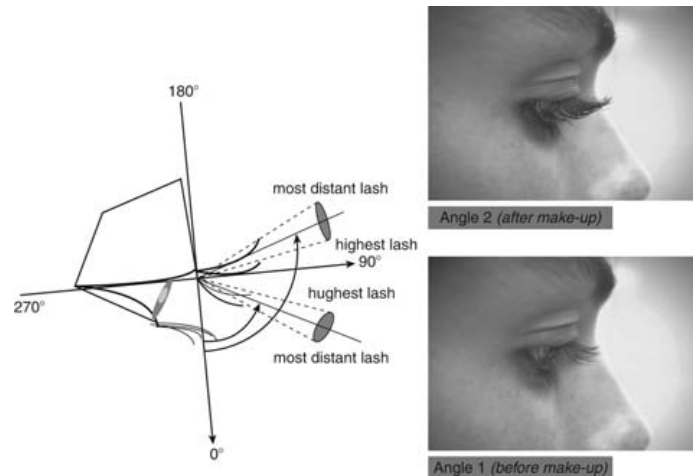 180°
most distant lash
highest lash
90°
270°
hughest lash
most distant lash
0°
Angle 2 (after make-up)
Angle 1 (before make-up)